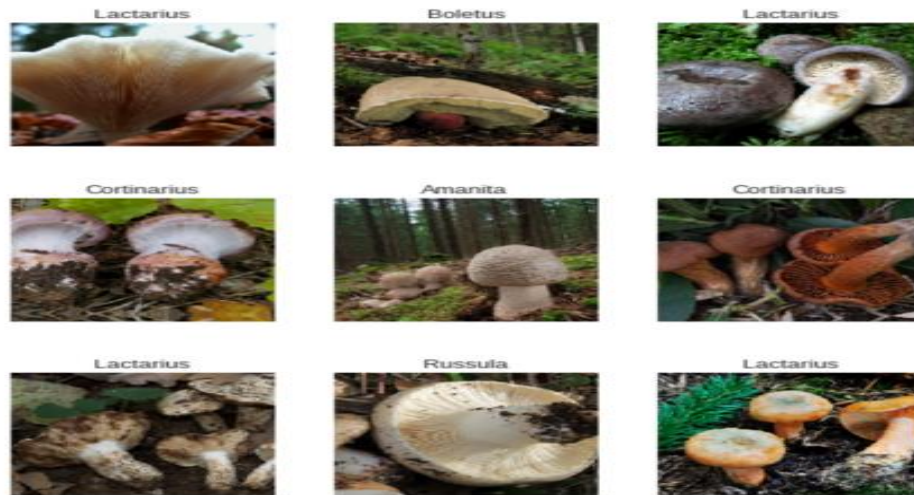 Lactarius
Boletus
Lactarius
Cortinarius
Amanita
Cortinarius
Lactarius
Russula
Lactarius